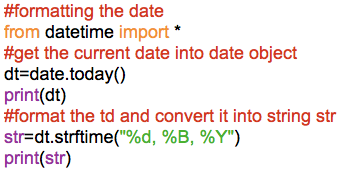 #formatting the date
from datetime import *
#get the current date into date object
dt=date.today()
print(dt)
#format the td and convert it into string str
str=dt.strftime("%d, %B, %Y")
print(str)